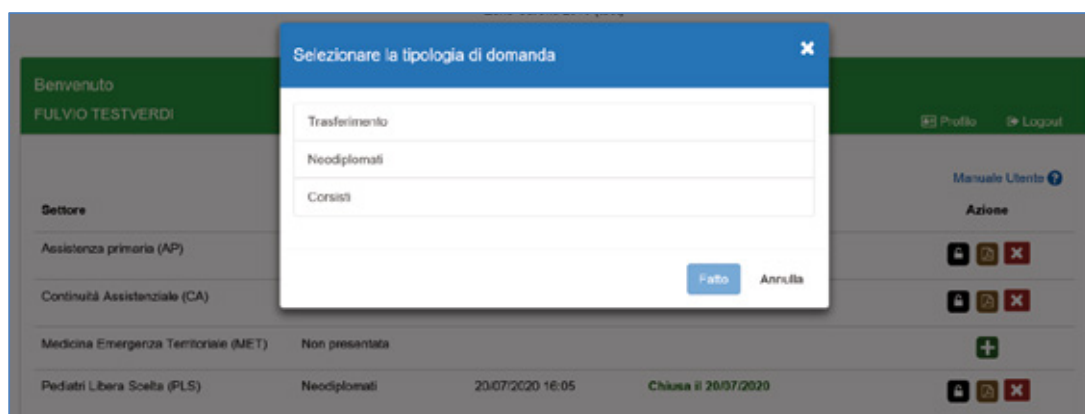 Selezionare la tipologia di domanda
Benvenuto
FULVIO TESTVERDI
Profilo Logout
Trasferimento
Neodiplomati
Corsisti
Manuale Utente
Settore Azione
Assistenza primaria (AP)
Fatto Annulla
Continuità Assistenziale (CA)
Medicina Emergenza Territoriale (MET) Non presentata
Pediatri Libera Scelta (PLS) Neodiplomati 20/07/2020 16:05 Chiusa il 20/07/2020